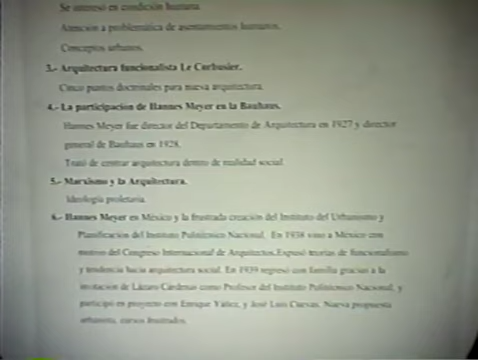 Se interesó en condición humana.
Atención a problemática de asentamientos humanos.
Conceptos urbanos.
3.- Arquitectura funcionalista Le Corbusier.
Cinco puntos doctrinales para nueva arquitectura.
4.- La participación de Hannes Meyer en la Bauhaus.
Hannes Meyer fue director del Departamento de Arquitectura en 1927 y director
general de Bauhaus en 1928.
Trató de centrar arquitectura dentro de realidad social.
5.- Marxismo y la Arquitectura.
Ideología proletaria.
6.- Hannes Meyer en México y la frustrada creación del Instituto del Urbanismo y
Planificación del Instituto Politécnico Nacional. En 1938 vino a México con
motivo del Congreso Internacional de Arquitectos.Expusó teorías de funcionalismo
y tendencia hacia arquitectura social. En 1939 regresó con familia gracias a la
invitación de Lázaro Cárdenas como Profesor del Instituto Politécnico Nacional, y
participó en proyecto con Enrique Yáñez, y José Luis Cuevas. Nueva propuesta
urbanista, cursos